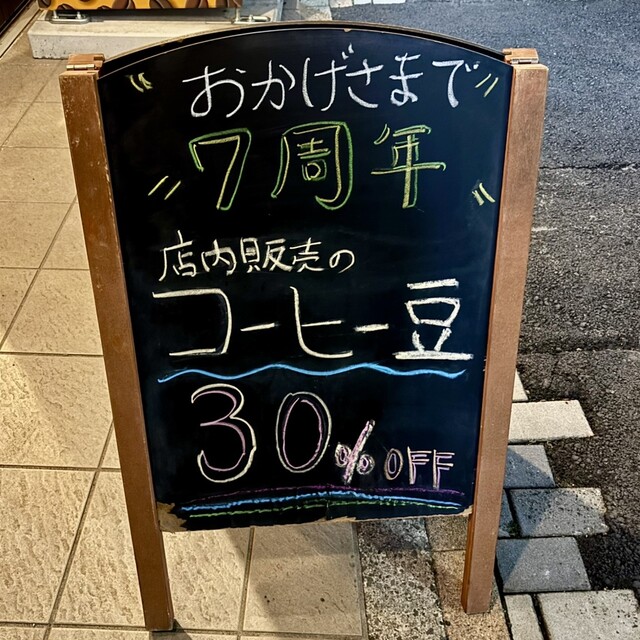 おかげさまで
7周年
店内販売の
コーヒー豆
30% OFF